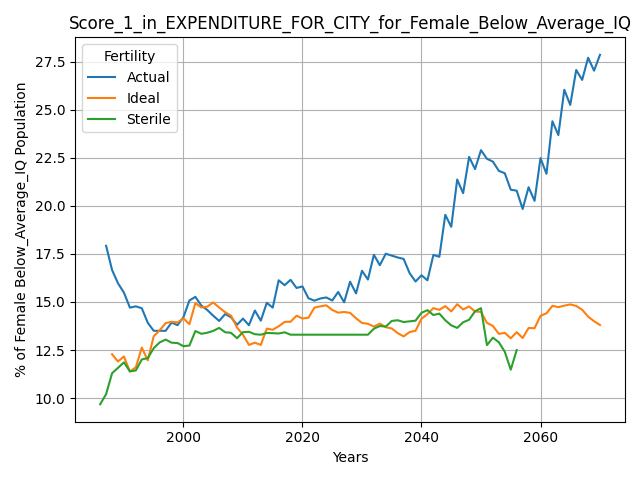 Score_1_in_EXPENDITURE_FOR_CITY_for_Female_Below_Average_IQ
% of Female Below_Average_IQ Population
27.5
25.0
22.5
20.0
17.5
15.0
12.5
10.0
Fertility
Actual
Ideal
Sterile
2000
2020
2040
2060
Years